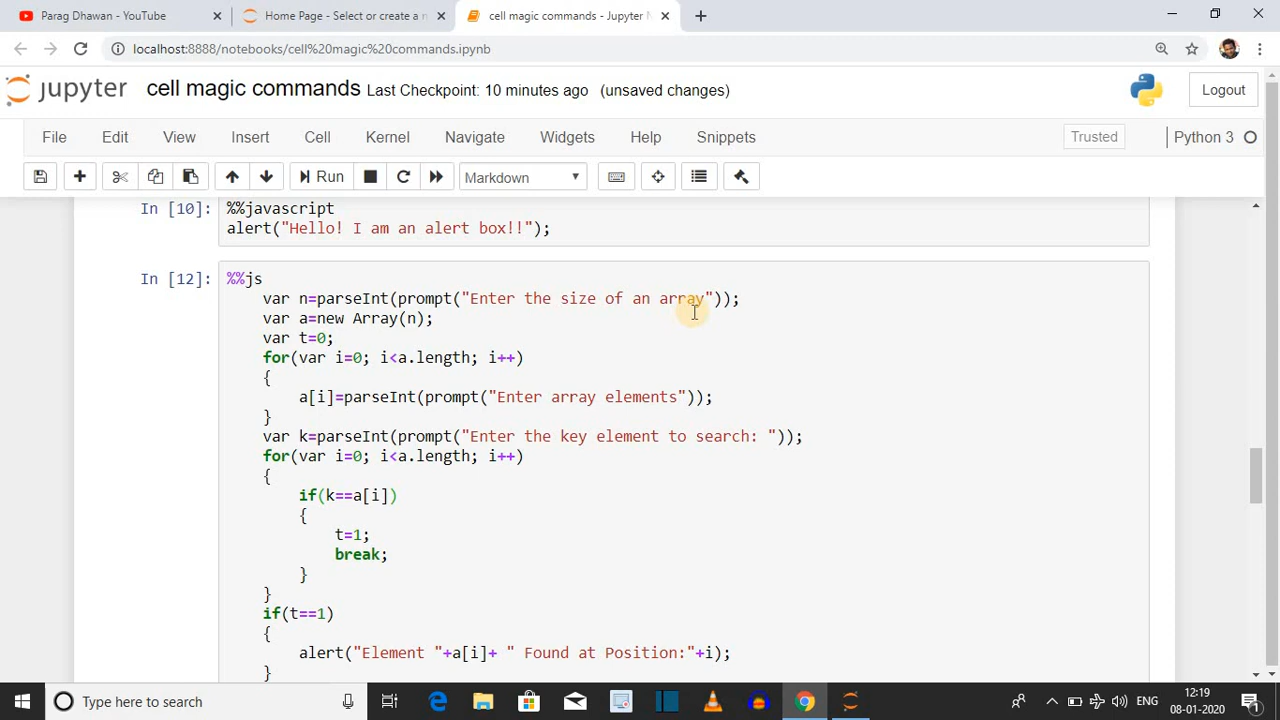 Parag Dhawan - YouTube
Home Page - Select or create a n
cell magic commands - Jupyter N
localhost:8888/notebooks/cell%20magic%20commands.ipynb
jupyter cell magic commands Last Checkpoint: 10 minutes ago (unsaved changes) Logout
File Edit View Insert Cell Kernel Navigate Widgets Help Snippets Trusted Python 3
Run Markdown
In [10]: %%javascript
alert("Hello! I am an alert box!!");
In [12]: %%js
var n=parseInt(prompt("Enter the size of an array"));
var a=new Array(n);
var t=0;
for(var i=0; i<a.length; i++)
{
a[i]=parseInt(prompt("Enter array elements"));
}
var k=parseInt(prompt("Enter the key element to search: "));
for(var i=0; i<a.length; i++)
{
if(k==a[i])
{
t=1;
break;
}
}
if(t==1)
{
alert("Element "+a[i]+ " Found at Position:"+i);
}
Type here to search
ENG
12:19
08-01-2020
1